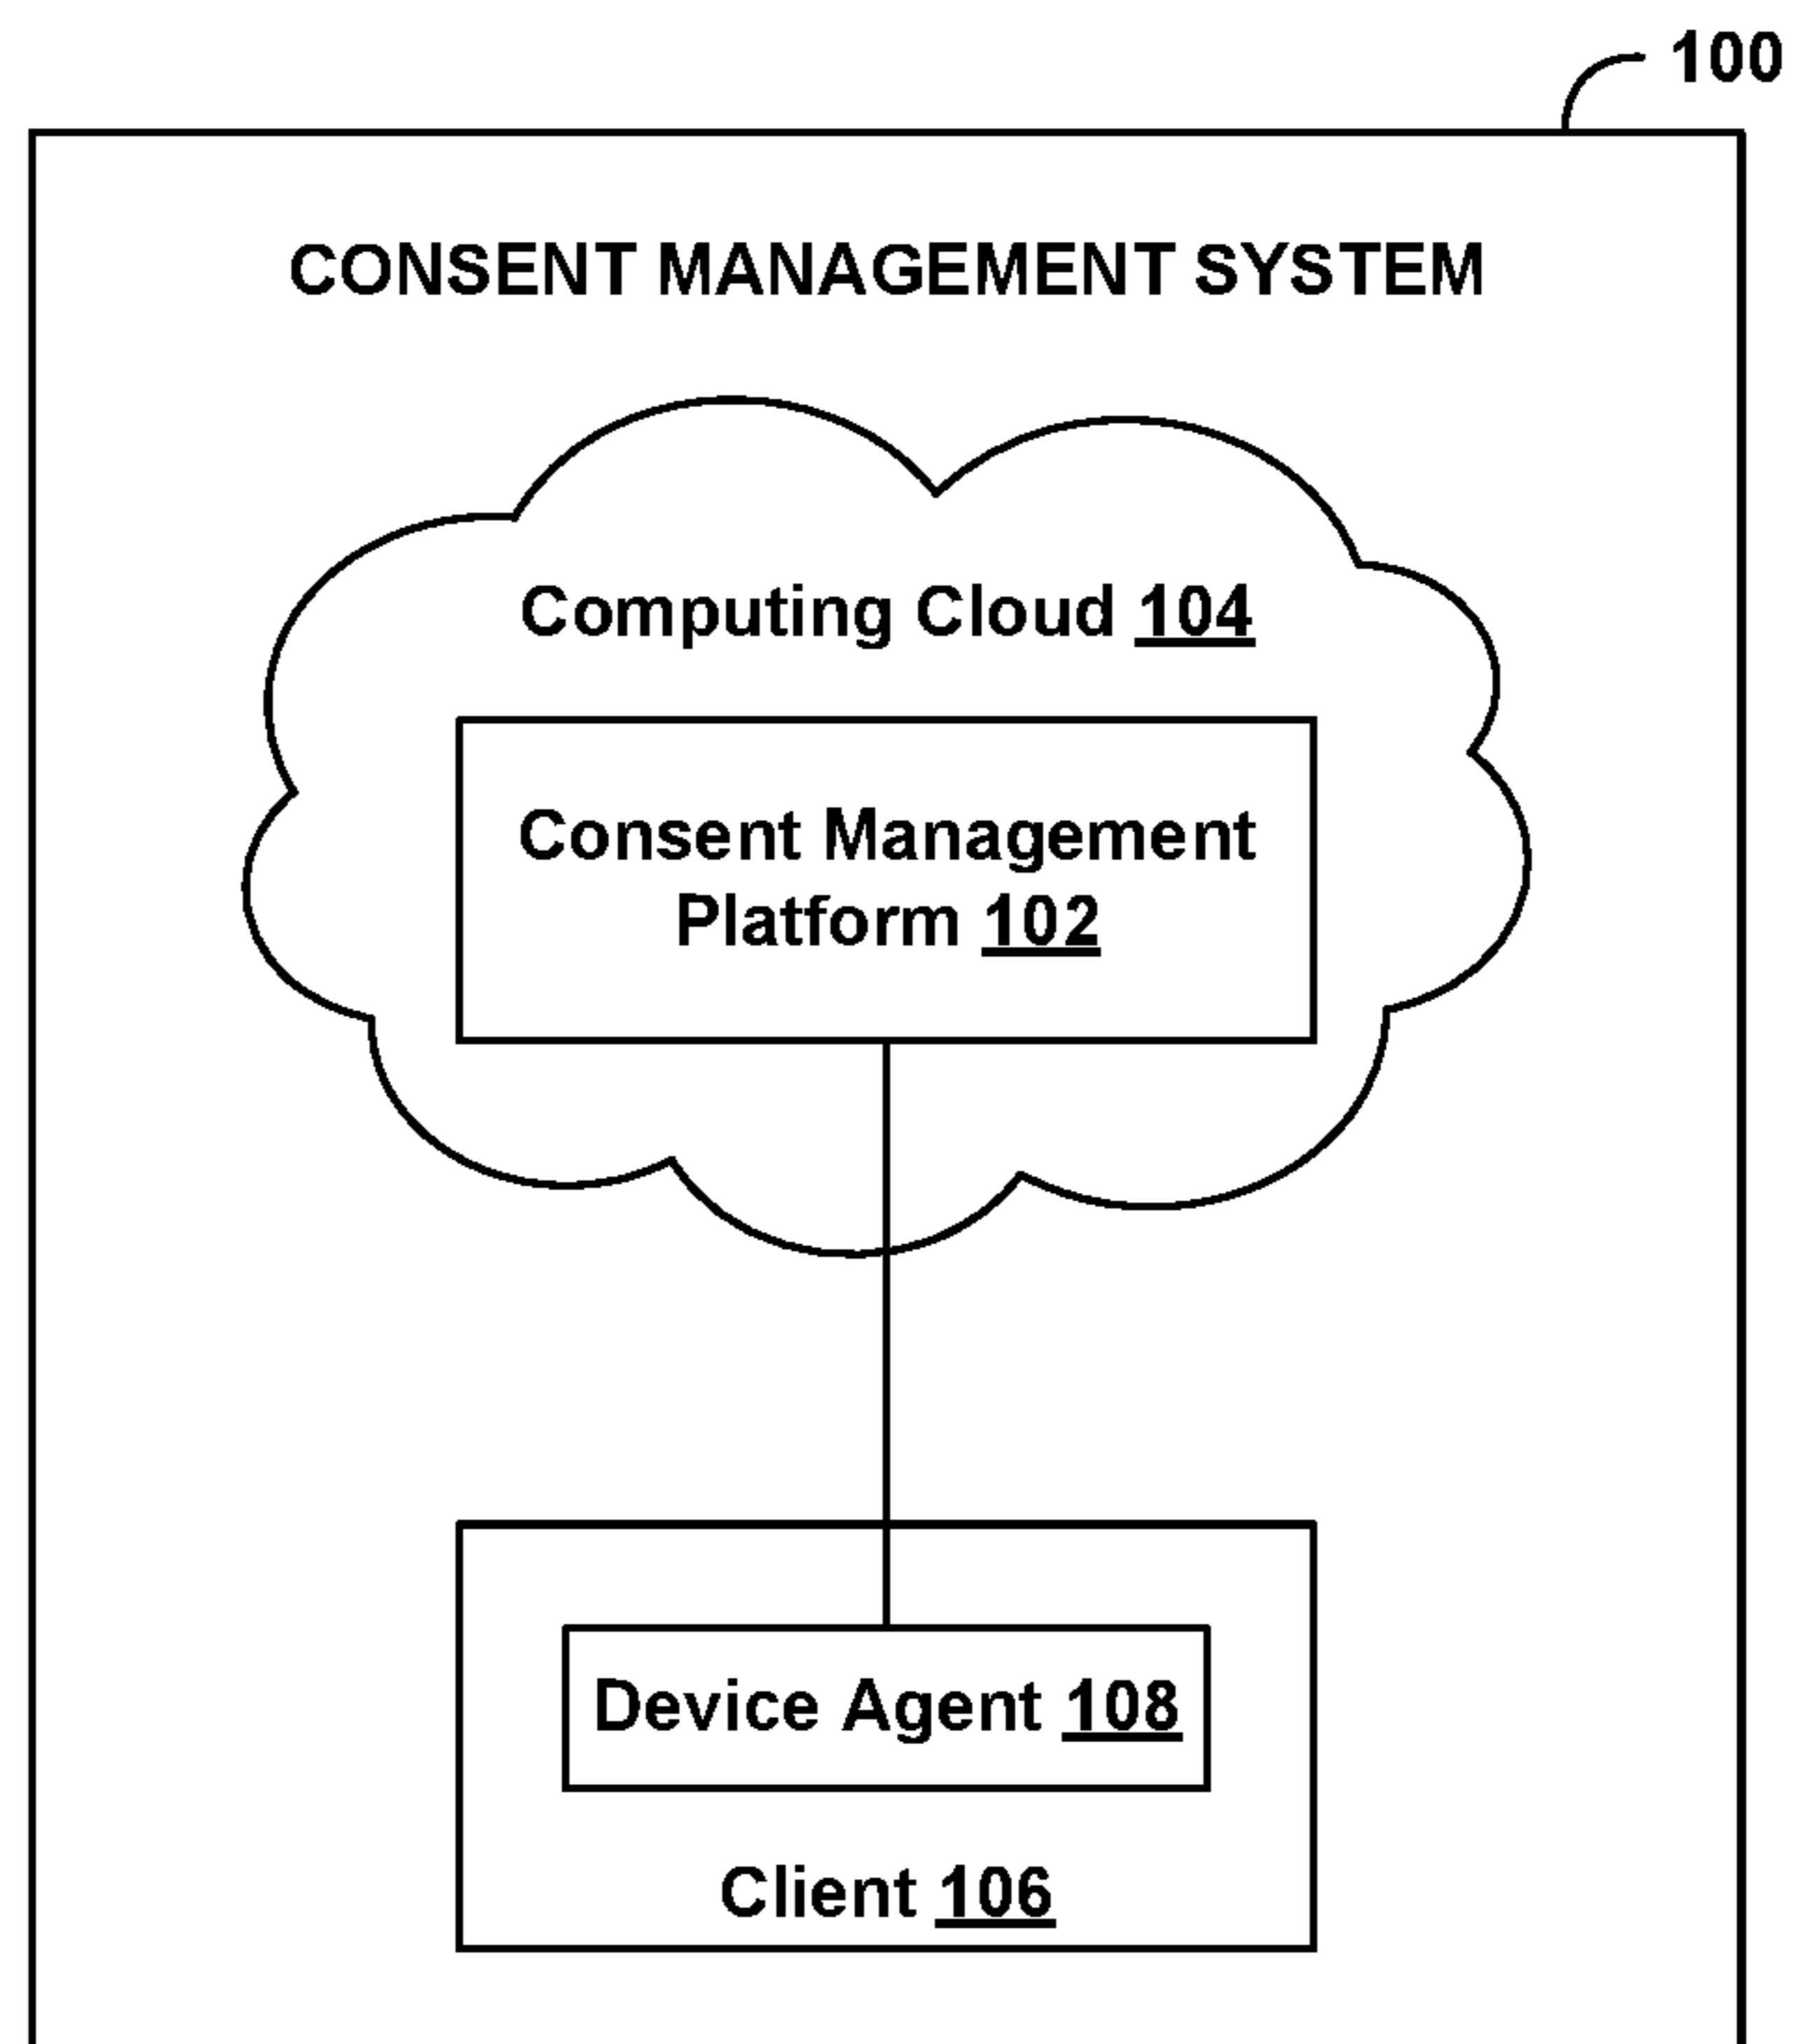 100
CONSENT MANAGEMENT SYSTEM
Computing Cloud 104
Consent Management
Platform 102
Device Agent 108
Client 106